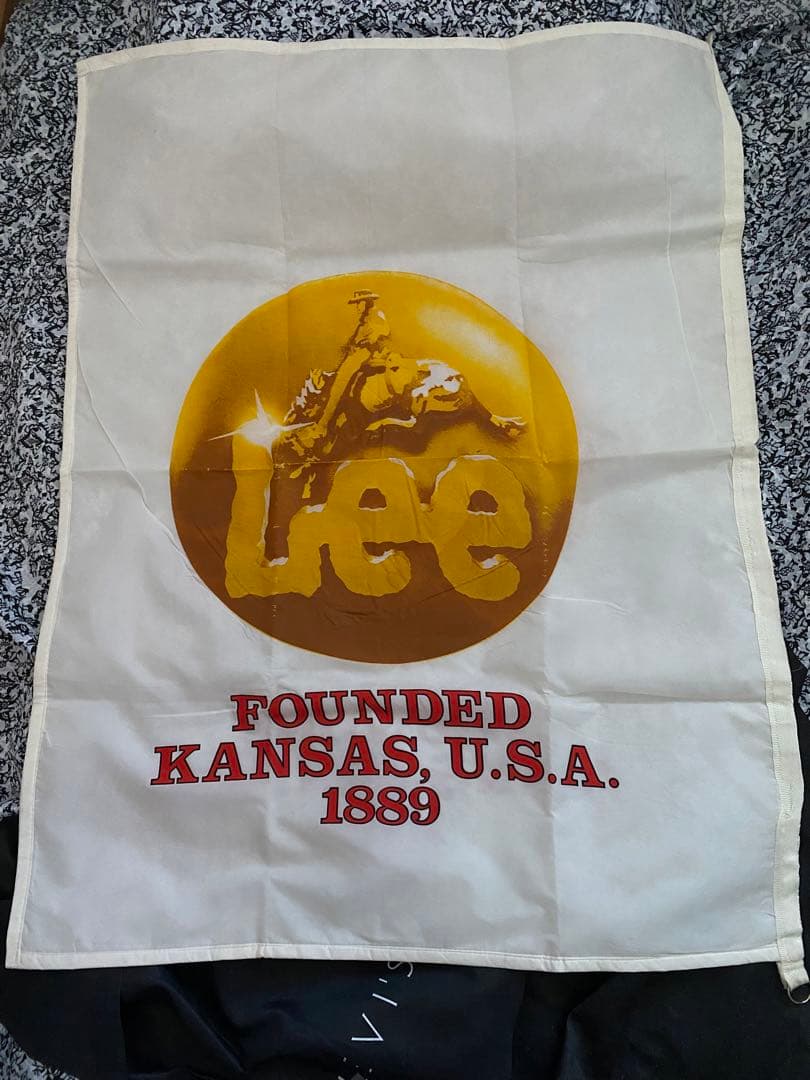 Lee
FOUNDED
KANSAS, U.S.A.
1889